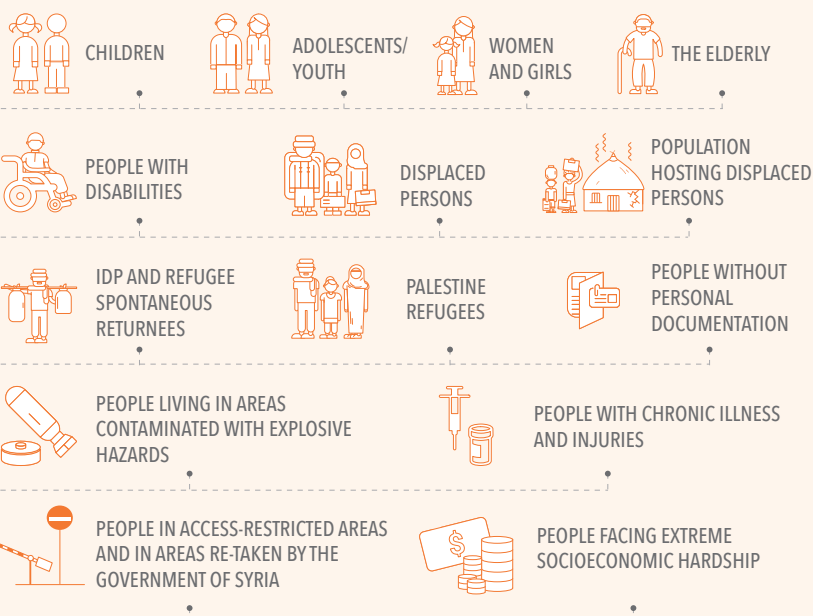 CHILDREN
ADOLESCENTS/
YOUTH
WOMEN
AND GIRLS
THE ELDERLY
PEOPLE WITH
DISABILITIES
DISPLACED
PERSONS
POPULATION
HOSTING DISPLACED
PERSONS
IDP AND REFUGEE
SPONTANEOUS
RETURNEES
PALESTINE
REFUGEES
PEOPLE WITHOUT
PERSONAL
DOCUMENTATION
PEOPLE LIVING IN AREAS
CONTAMINATED WITH EXPLOSIVE
HAZARDS
PEOPLE WITH CHRONIC ILLNESS
AND INJURIES
PEOPLE IN ACCESS-RESTRICTED AREAS
AND IN AREAS RE-TAKEN BY THE
GOVERNMENT OF SYRIA
$
PEOPLE FACING EXTREME
SOCIOECONOMIC HARDSHIP